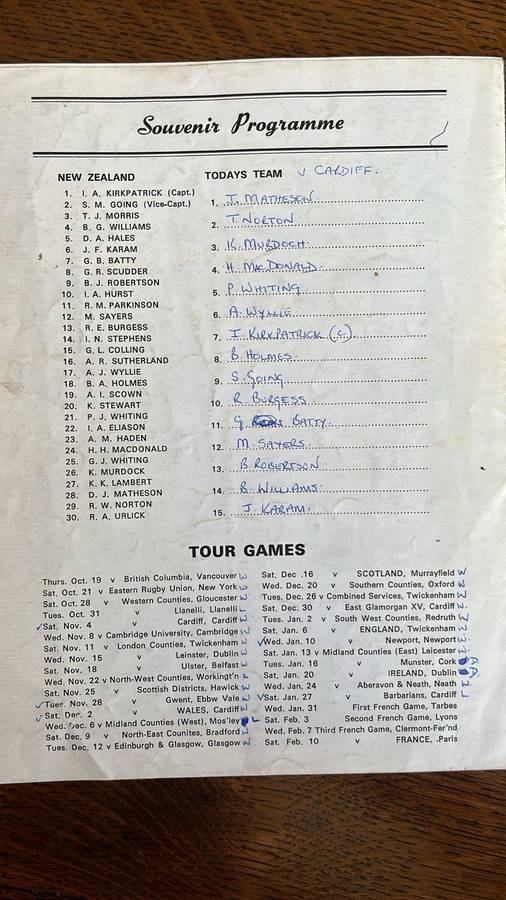 Souvenir Programme
NEW ZEALAND
1. I. A. KIRKPATRICK (Capt.)
2. S. M. GOING (Vice-Capt.)
3. T. J. MORRIS
4. B. G. WILLIAMS
5. D. A. HALES
6. J. F. KARAM
7. G. B. BATTY
8. G. R. SCUDDER
9. B. J. ROBERTSON
10. I. A. HURST
11. R. M. PARKINSON
12. M. SAYERS
13. R. E. BURGESS
14. I. N. STEPHENS
15. G. L. COLLING
16. A. R. SUTHERLAND
17. A. J. WYLLIE
18. B. A. HOLMES
19. A. I. SCOWN
20. K. STEWART
21. P. J. WHITING
22. I. A. ELIASON
23. A. M. HADEN
24. H. H. MACDONALD
25. G. J. WHITING
26. K. MURDOCK
27. K. K. LAMBERT
28. D. J. MATHESON
29. R. W. NORTON
30. R. A. URLICK
TODAYS TEAM V CARDIFF.
1. J. MATHESON
2. T. NORTON
3. K. MURDOCH
4. H. McDONALD
5. P. WHITING
6. A. WYLLIE
7. I. KIRKPATRICK (C).
8. B. HOLMES
9. S GOING
10. R BURGESS
11. G BATTY
12. M SAYERS
13. B ROBERTSON
14. B. WILLIAMS
15. J. KARAM
TOUR GAMES
Thurs. Oct. 19 v British Columbia, Vancouver W
Sat. Oct. 21 v Eastern Rugby Union, New York W
Sat. Oct. 28 v Western Counties, Gloucester W
Tues. Oct. 31 v Llanelli, Llanelli L
✓ Sat. Nov. 4 v Cardiff, Cardiff W
Wed. Nov. 8 v Cambridge University, Cambridge W
Sat. Nov. 11 v London Counties, Twickenham W
Wed. Nov. 15 v Leinster, Dublin W
Sat. Nov. 18 v Ulster, Belfast W
Wed. Nov. 22 v North-West Counties, Workingt'n L
Sat. Nov. 25 v Scottish Districts, Hawick W
✓ Tues. Nov. 28 v Gwent, Ebbw Vale W
✓ Sat. Dec. 2 v WALES, Cardiff W
Wed. Dec. 6 v Midland Counties (West), Mos'ley L
Sat. Dec. 9 v North-East Counites, Bradford W
Tues. Dec. 12 v Edinburgh & Glasgow, Glasgow W
Sat. Dec .16 v SCOTLAND, Murrayfield W
Wed. Dec. 20 v Southern Counties, Oxford W
Tues. Dec. 26 v Combined Services, Twickenham W
Sat. Dec. 30 v East Glamorgan XV, Cardiff W
Tues. Jan. 2 v South West Counties, Redruth W
Sat. Jan. 6 v ENGLAND, Twickenham W
✓ Wed. Jan. 10 v Newport, Newport W
Sat. Jan. 13 v Midland Counties (East) Leicester W
Tues. Jan. 16 v Munster, Cork D
Sat. Jan. 20 v IRELAND, Dublin D
Wed. Jan. 24 v Aberavon & Neath, Neath W
✓ Sat. Jan. 27 v Barbarians, Cardiff L
Wed. Jan. 31 First French Game, Tarbes
Sat. Feb. 3 Second French Game, Lyons
Wed. Feb. 7 Third French Game, Clermont-Fer'nd
Sat. Feb. 10 v FRANCE, .Paris